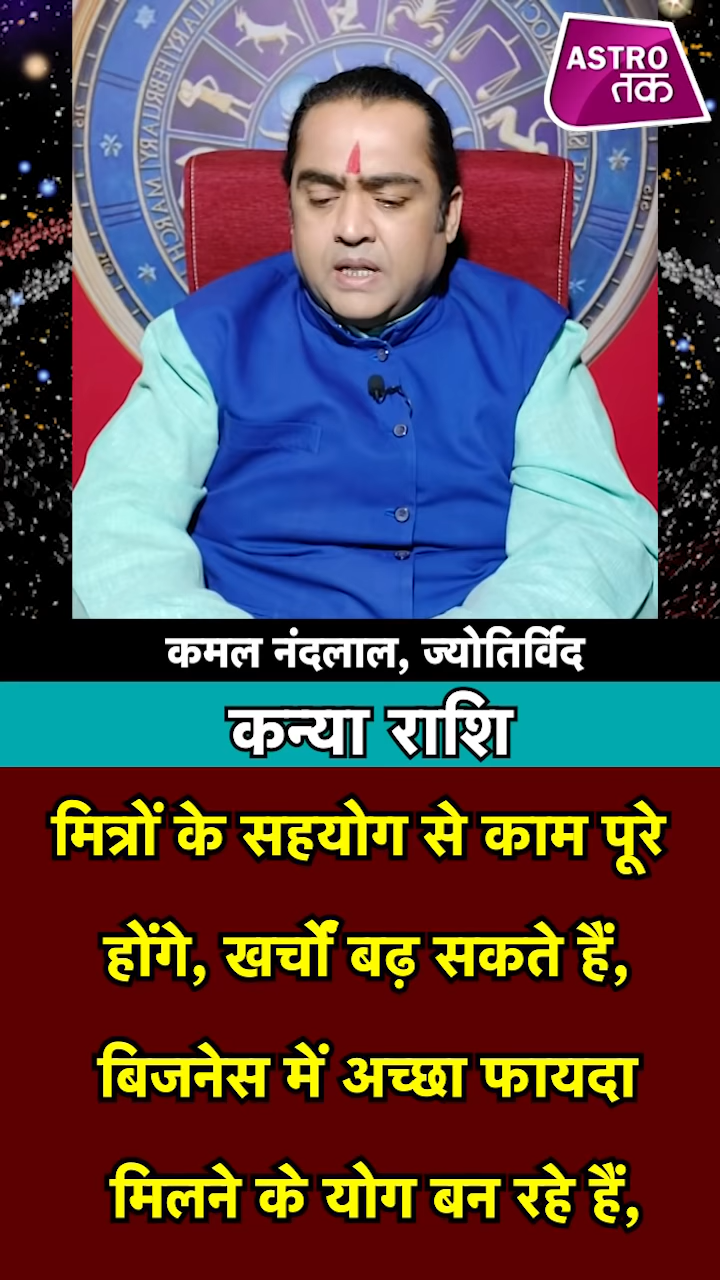 ASTRO
तक
कमल नंदलाल, ज्योतिर्विद
कन्या राशि
मित्रों के सहयोग से काम पूरे
होंगे, खर्चों बढ़ सकते हैं,
बिजनेस में अच्छा फायदा
मिलने के योग बन रहे हैं,